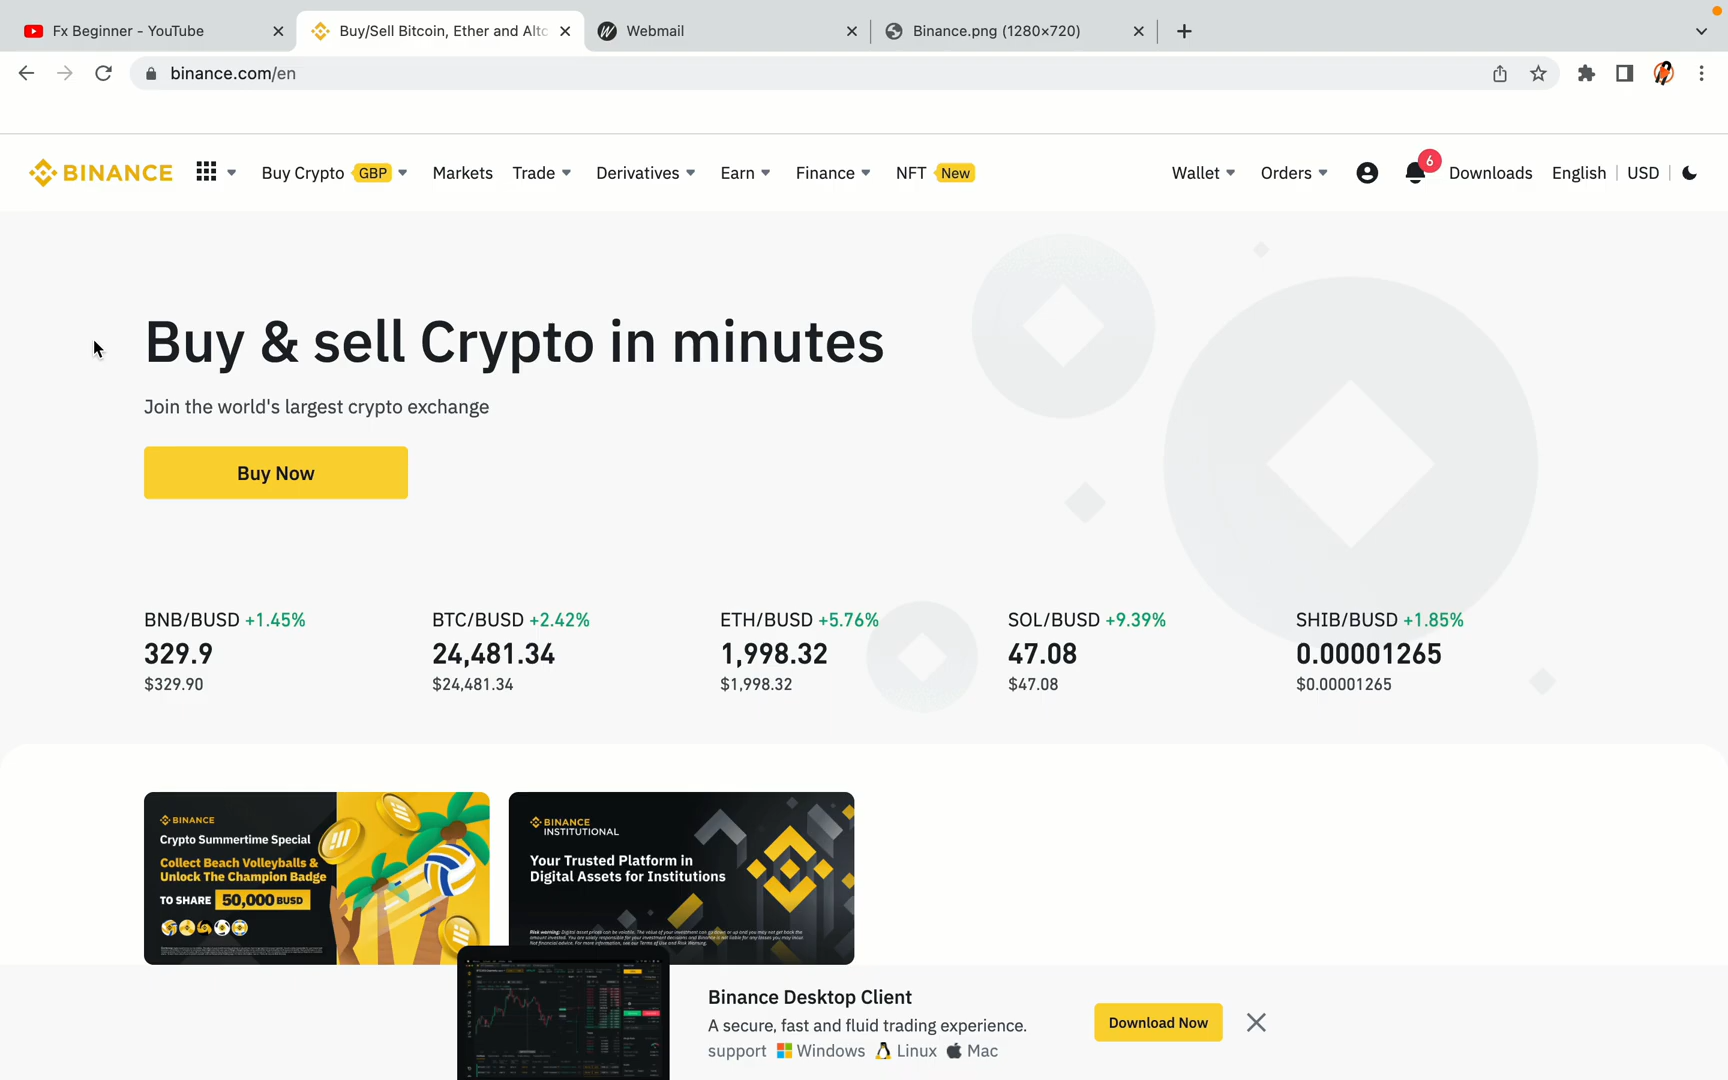 Fx Beginner - YouTube
Buy/Sell Bitcoin, Ether and Altc
Webmail
Binance.png (1280×720)
binance.com/en
BINANCE
Buy Crypto GBP
Markets
Trade
Derivatives
Earn
Finance
NFT New
Wallet
Orders
6
Downloads
English
USD
Buy & sell Crypto in minutes
Join the world's largest crypto exchange
Buy Now
BNB/BUSD +1.45%
329.9
$329.90
BTC/BUSD +2.42%
24,481.34
$24,481.34
ETH/BUSD +5.76%
1,998.32
$1,998.32
SOL/BUSD +9.39%
47.08
$47.08
SHIB/BUSD +1.85%
0.00001265
$0.00001265
BINANCE
Crypto Summertime Special
Collect Beach Volleyballs &
Unlock The Champion Badge
TO SHARE 50,000 BUSD
BINANCE
INSTITUTIONAL
Your Trusted Platform in
Digital Assets for Institutions
Binance Desktop Client
A secure, fast and fluid trading experience.
support Windows Linux Mac
Download Now